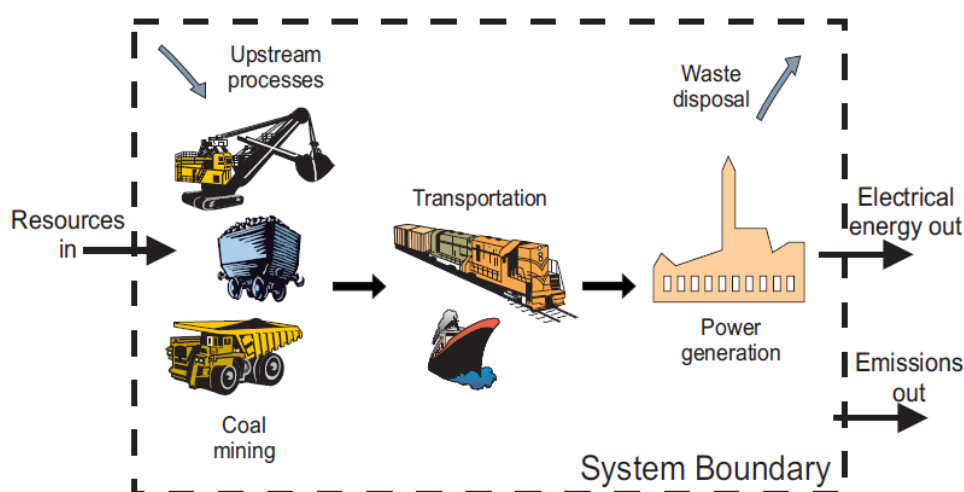 Upstream
processes
Waste
disposal
Transportation
Resources
in
Electrical
energy out
Power
generation
Emissions
out
Coal
mining
System Boundary